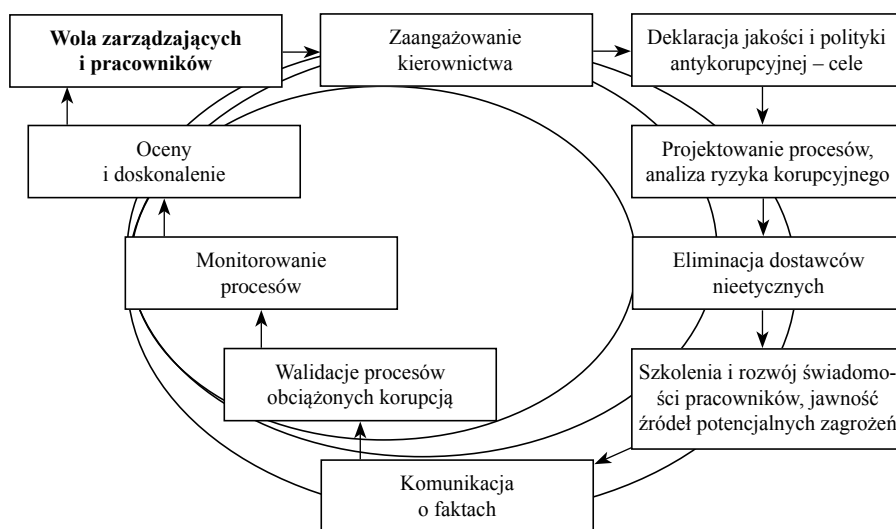 Wola zarządzających
i pracowników
Zaangażowanie
kierownictwa
Deklaracja jakości i polityki
antykorupcyjnej – cele
Projektowanie procesów,
analiza ryzyka korupcyjnego
Eliminacja dostawców
nieetycznych
Szkolenia i rozwój świadomo-
ści pracowników, jawność
źródeł potencjalnych zagrożeń
Komunikacja
o faktach
Walidacje procesów
obciążonych korupcją
Monitorowanie
procesów
Oceny
i doskonalenie